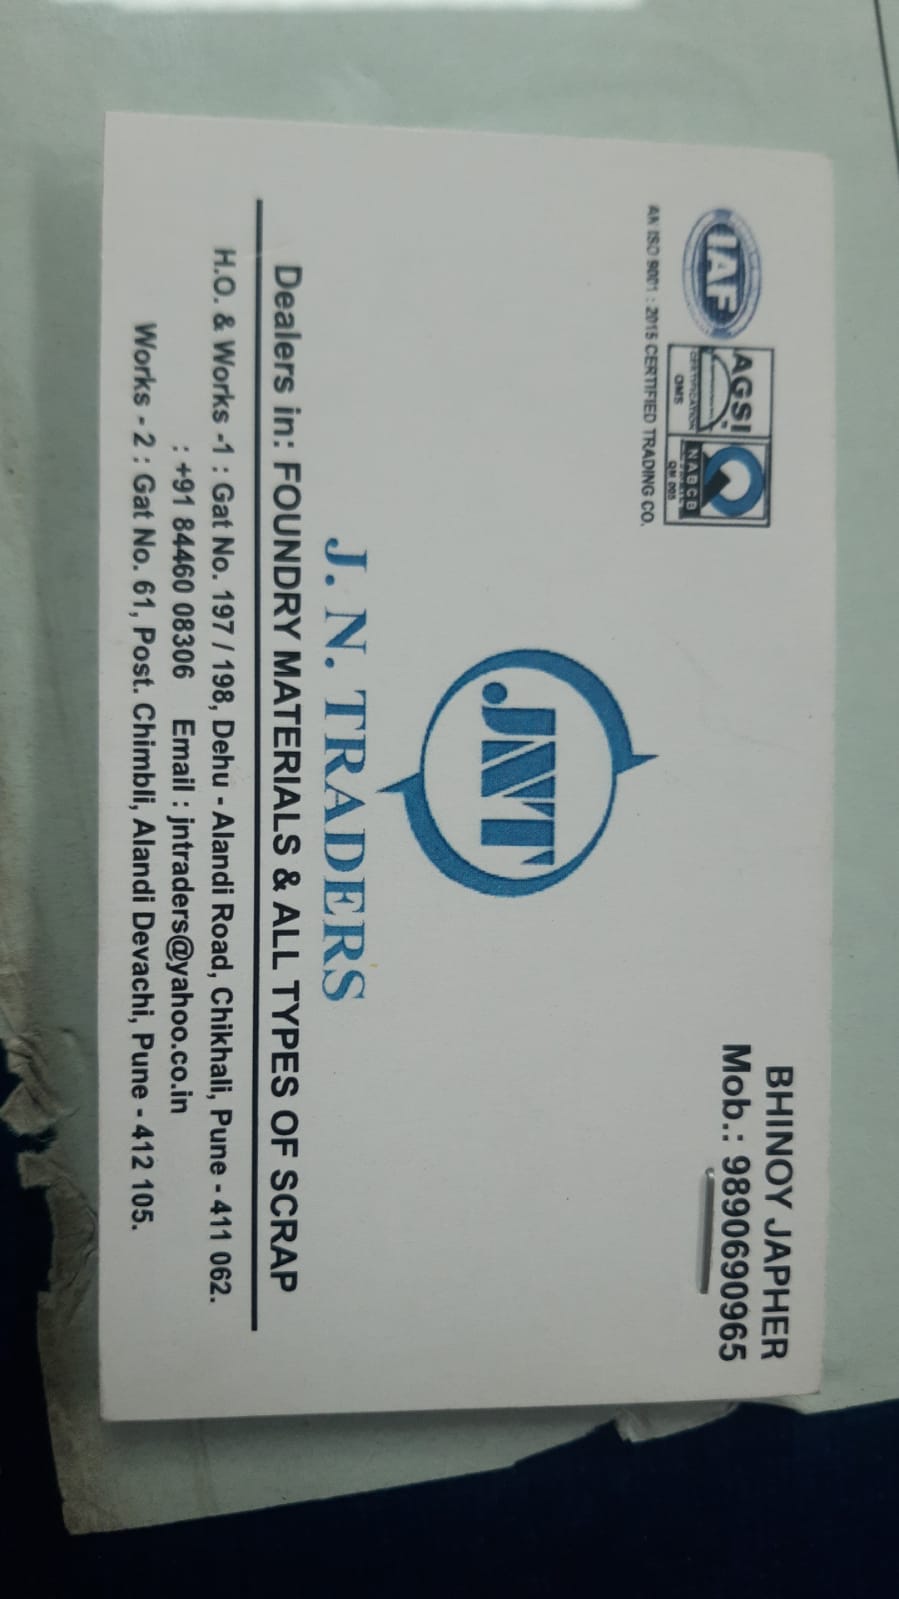 IAF
AGSI
CERTIFICATION
QMS
NABCB
QM 005
AN ISO 9001 : 2015 CERTIFIED TRADING CO.
BHINOY JAPHER
Mob.: 9890690965
JNT
J. N. TRADERS
Dealers in: FOUNDRY MATERIALS & ALL TYPES OF SCRAP
H.O. & Works -1 : Gat No. 197 / 198, Dehu - Alandi Road, Chikhali, Pune - 411 062.
: +91 84460 08306 Email : jntraders@yahoo.co.in
Works - 2 : Gat No. 61, Post. Chimbli, Alandi Devachi, Pune - 412 105.